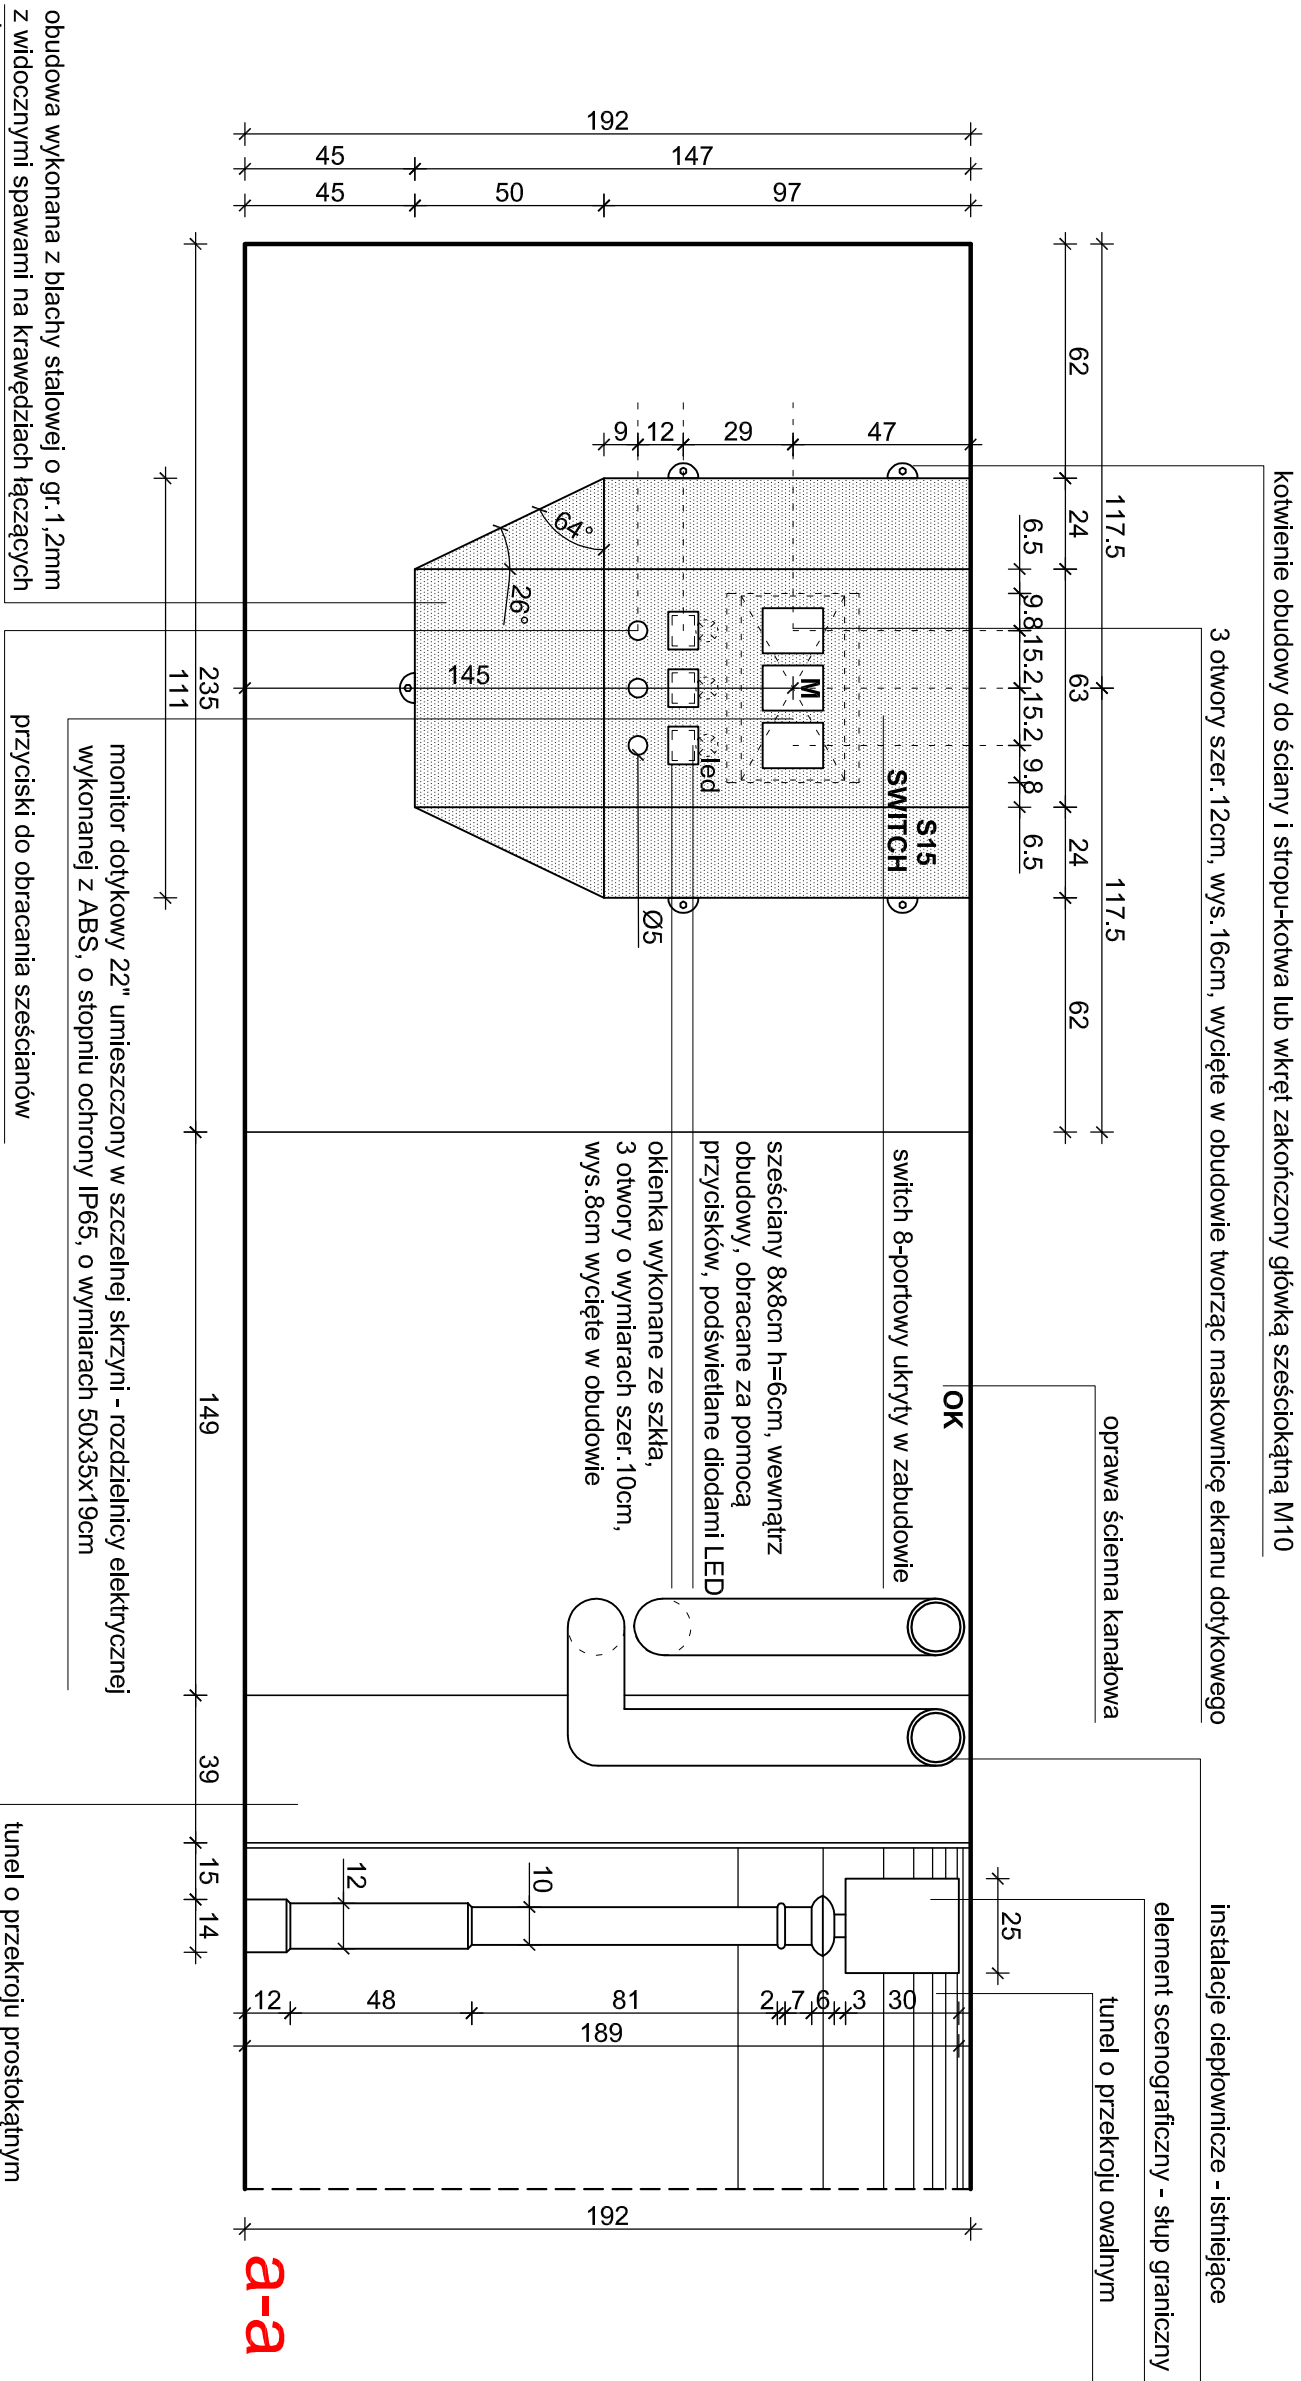 kotwienie obudowy do ściany i stropu-kotwa lub wkręt zakończony główką sześciokątną M10
3 otwory szer.12cm, wys.16cm, wycięte w obudowie tworząc maskownicę ekranu dotykowego
oprawa ścienna kanałowa
instalacje ciepłownicze - istniejące
element scenograficzny - słup graniczny
tunel o przekroju owalnym
117.5
117.5
62
24
63
24
62
6.5
9.8
15.2
15.2
9.8
6.5
192
147
45
97
50
45
47
29
12
9
M
led
S15
SWITCH
64°
26°
145
Ø5
OK
switch 8-portowy ukryty w zabudowie
sześciany 8x8cm h=6cm, wewnątrz
obudowy, obracane za pomocą
przycisków, podświetlane diodami LED
okienka wykonane ze szkła,
3 otwory o wymiarach szer.10cm,
wys.8cm wycięte w obudowie
25
10
12
30
3
6
7
2
81
48
12
189
192
235
149
39
15
14
111
a-a
obudowa wykonana z blachy stalowej o gr.1,2mm
z widocznymi spawami na krawędziach łączących
monitor dotykowy 22" umieszczony w szczelnej skrzyni - rozdzielnicy elektrycznej
wykonanej z ABS, o stopniu ochrony IP65, o wymiarach 50x35x19cm
przyciski do obracania sześcianów
tunel o przekroju prostokątnym